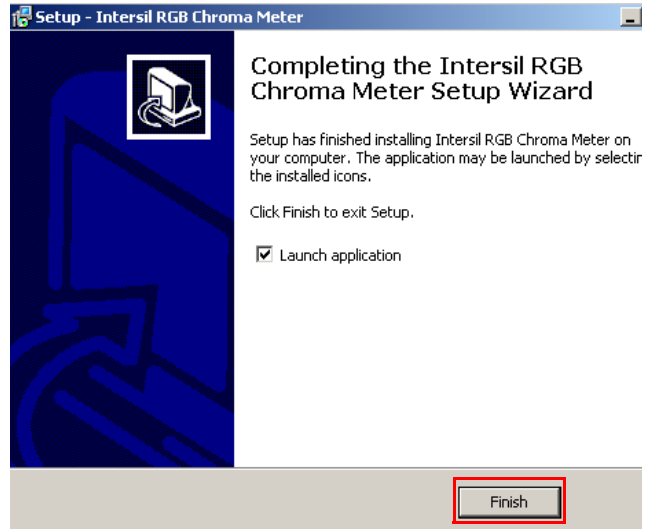 Setup - Intersil RGB Chroma Meter
Completing the Intersil RGB
Chroma Meter Setup Wizard
Setup has finished installing Intersil RGB Chroma Meter on
your computer. The application may be launched by selectin
the installed icons.
Click Finish to exit Setup.
Launch application
Finish